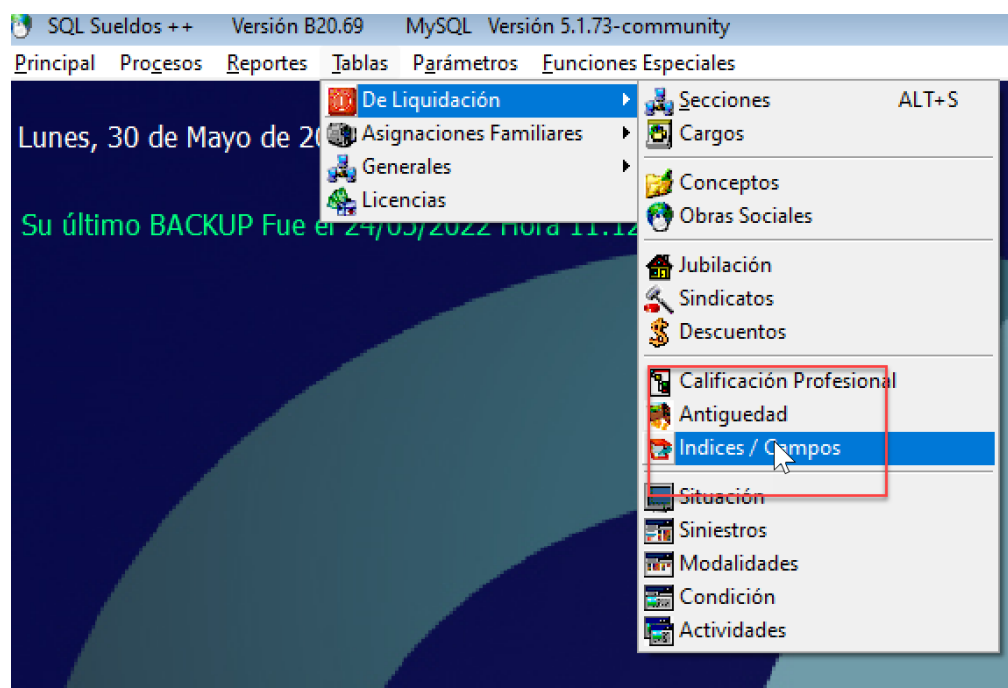 SQL Sueldos ++ Versión B20.69 MySQL Versión 5.1.73-community
Principal Procesos Reportes Tablas Parámetros Funciones Especiales
De Liquidación
Asignaciones Familiares
Generales
Licencias
Lunes, 30 de Mayo de
Su último BACKUP Fue el 24/05/2022 Hora 11:12
Secciones ALT+S
Cargos
Conceptos
Obras Sociales
Jubilación
Sindicatos
Descuentos
Calificación Profesional
Antiguedad
Indices / Campos
Situación
Siniestros
Modalidades
Condición
Actividades